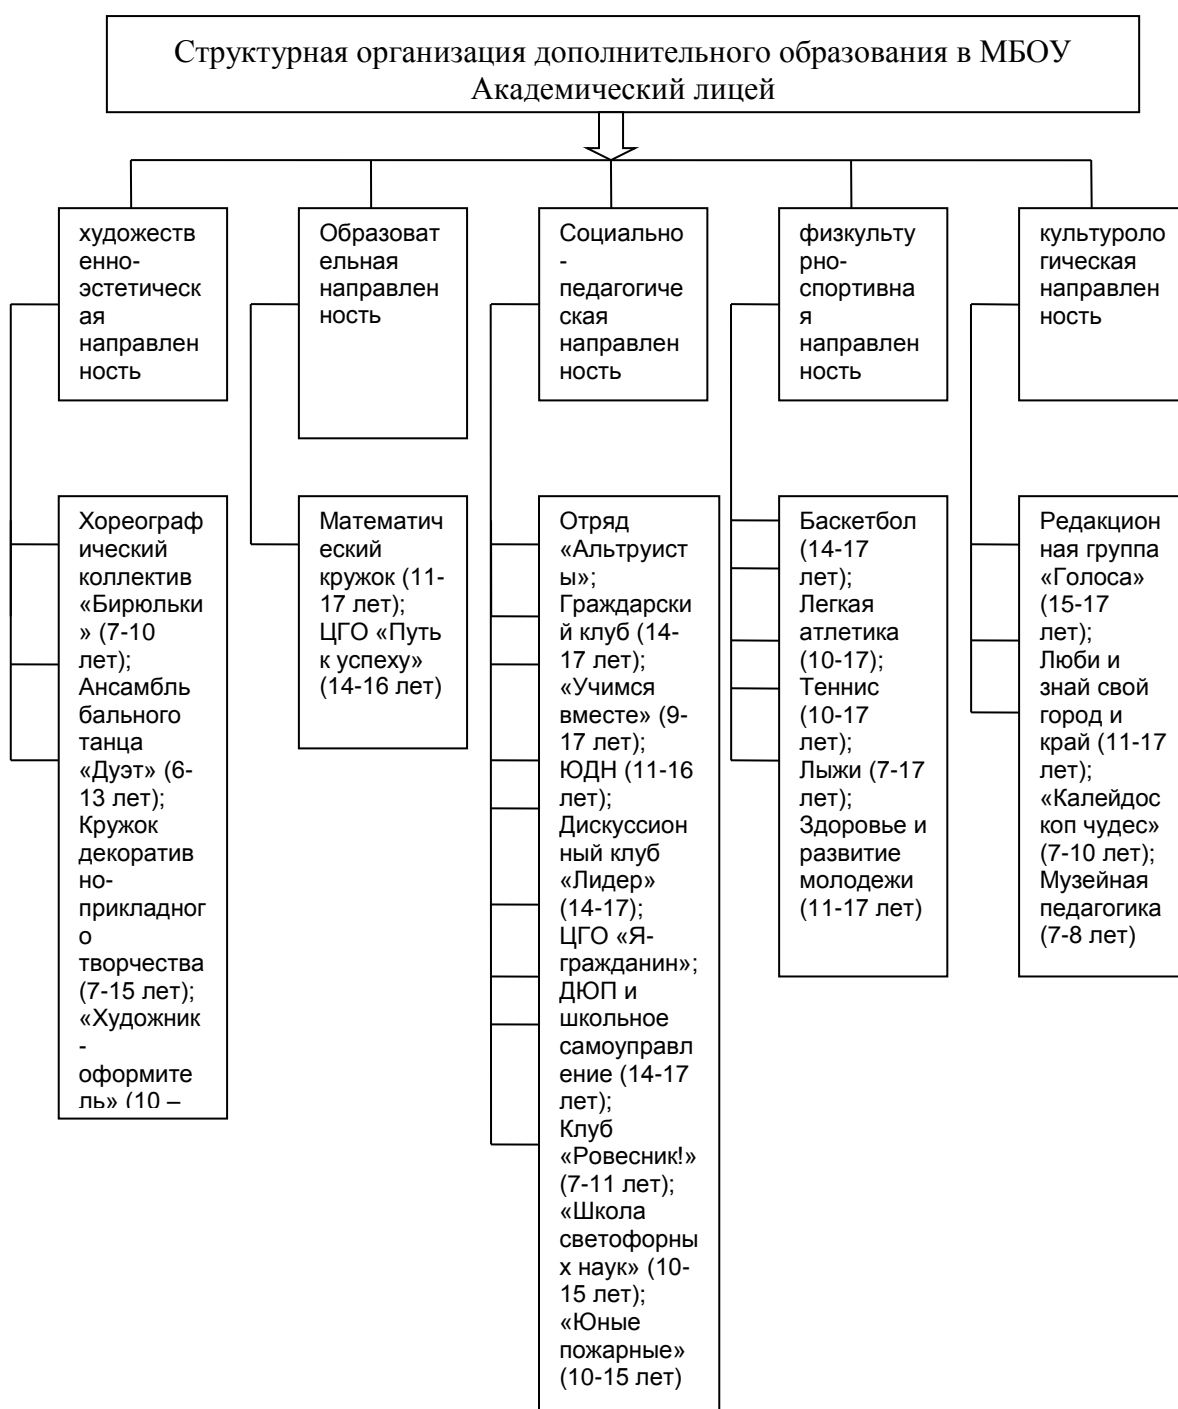 Структурная организация дополнительного образования в МБОУ
Академический лицей
художеств
енно-
эстетическ
ая
направлен
ность
Образоват
ельная
направлен
ность
Социально
-
педагогиче
ская
направлен
ность
физкульту
рно-
спортивна
я
направлен
ность
культуроло
гическая
направлен
ность
Хореограф
ический
коллектив
«Бирюльки
» (7-10
лет);
Ансамбль
бального
танца
«Дуэт» (6-
13 лет);
Кружок
декоратив
но-
прикладног
о
творчества
(7-15 лет);
«Художник
-
оформите
ль» (10 –
Математич
еский
кружок (11-
17 лет);
ЦГО «Путь
к успеху»
(14-16 лет)
Отряд
«Альтруист
ы»;
Граждарски
й клуб (14-
17 лет);
«Учимся
вместе» (9-
17 лет);
ЮДН (11-16
лет);
Дискуссион
ный клуб
«Лидер»
(14-17);
ЦГО «Я-
гражданин»;
ДЮП и
школьное
самоуправл
ение (14-17
лет);
Клуб
«Ровесник!»
(7-11 лет);
«Школа
светофорны
х наук» (10-
15 лет);
«Юные
пожарные»
(10-15 лет)
Баскетбол
(14-17
лет);
Легкая
атлетика
(10-17);
Теннис
(10-17
лет);
Лыжи (7-17
лет);
Здоровье и
развитие
молодежи
(11-17 лет)
Редакцион
ная группа
«Голоса»
(15-17
лет);
Люби и
знай свой
город и
край (11-17
лет);
«Калейдос
коп чудес»
(7-10 лет);
Музейная
педагогика
(7-8 лет)